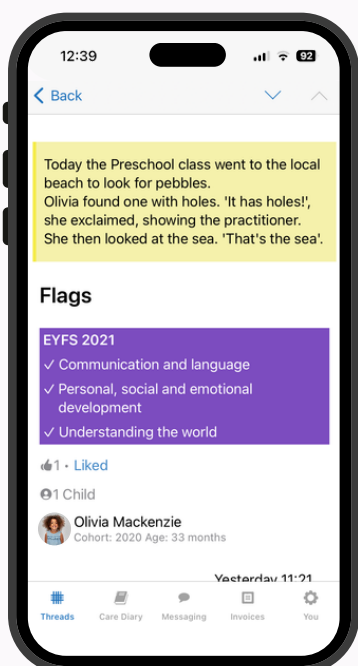 12:39
92
Back
Today the Preschool class went to the local
beach to look for pebbles.
Olivia found one with holes. 'It has holes!',
she exclaimed, showing the practitioner.
She then looked at the sea. 'That's the sea'.
Flags
EYFS 2021
✓ Communication and language
✓ Personal, social and emotional
development
✓ Understanding the world
1 • Liked
1 Child
Olivia Mackenzie
Cohort: 2020 Age: 33 months
Yesterday 11:21
Threads Care Diary Messaging Invoices You